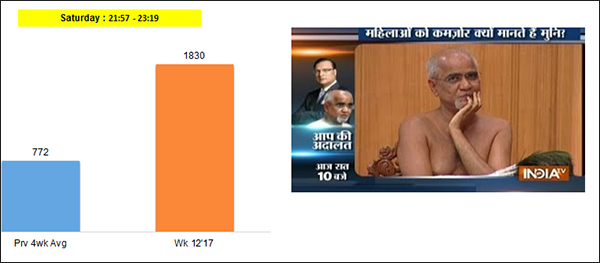 Saturday : 21:57 - 23:19
1830
772
Prv 4wk Avg
Wk 12'17
महिलाओं को कमज़ोर क्यों मानते हैं मुनि?
आप की
अदालत
आज रात
10 बजे
INDIA TV